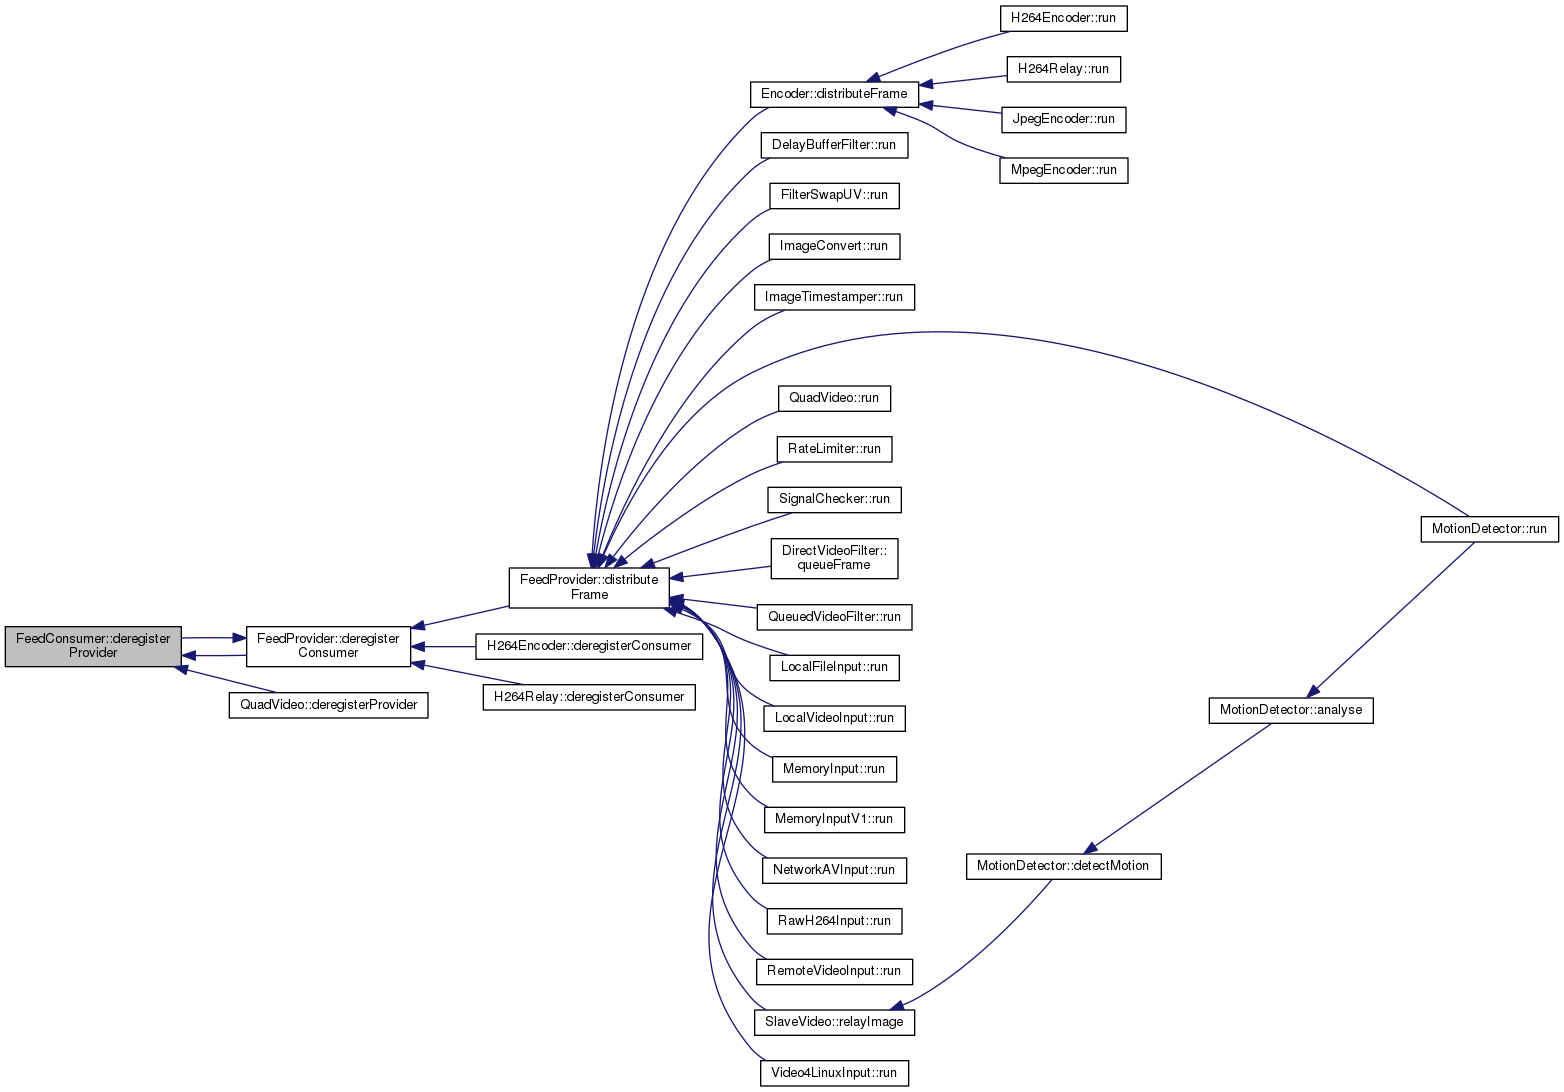 H264Encoder::run
H264Relay::run
Encoder::distributeFrame
JpegEncoder::run
DelayBufferFilter::run
MpegEncoder::run
FilterSwapUV::run
ImageConvert::run
ImageTimestamper::run
QuadVideo::run
RateLimiter::run
SignalChecker::run
MotionDetector::run
DirectVideoFilter::
queueFrame
FeedProvider::distribute
Frame
QueuedVideoFilter::run
FeedConsumer::deregister
Provider
FeedProvider::deregister
Consumer
H264Encoder::deregisterConsumer
LocalFileInput::run
H264Relay::deregisterConsumer
QuadVideo::deregisterProvider
MotionDetector::analyse
LocalVideoInput::run
MemoryInput::run
MemoryInputV1::run
NetworkAVInput::run
MotionDetector::detectMotion
RawH264Input::run
RemoteVideoInput::run
SlaveVideo::relayImage
Video4LinuxInput::run